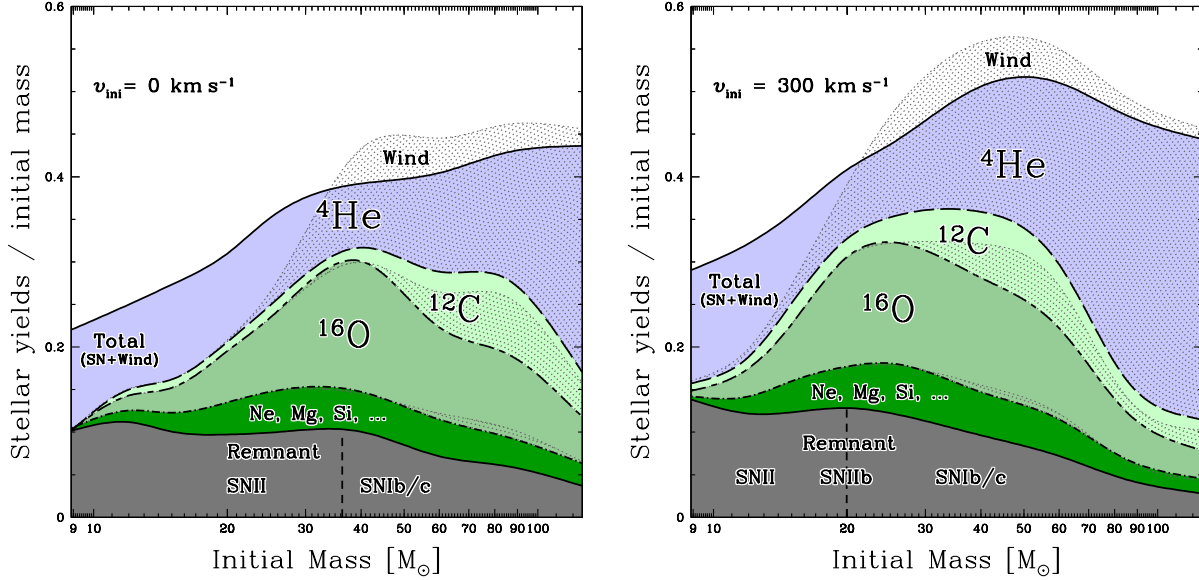 Stellar yields / initial mass
0.6
0.4
0.2
0
υini= 0 km s−1
Wind
4He
12C
16O
Total
(SN+Wind)
Ne, Mg, Si, ...
Remnant
SNII
SNIb/c
9 10 20 30 40 50 60 70 80 90 100
Initial Mass [M⊙]
Stellar yields / initial mass
0.6
0.4
0.2
0
υini = 300 km s−1
Wind
4He
12C
16O
Total
(SN+Wind)
Ne, Mg, Si, ...
Remnant
SNII
SNIIb
SNIb/c
9 10 20 30 40 50 60 70 80 90 100
Initial Mass [M⊙]